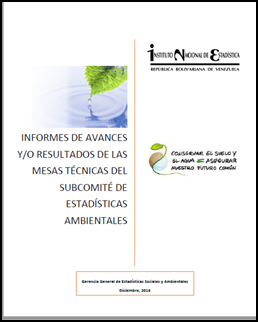 INSTITUTO NACIONAL DE ESTADÍSTICA
REPÚBLICA BOLIVARIANA DE VENEZUELA
INFORMES DE AVANCES
Y/O RESULTADOS DE LAS
MESAS TÉCNICAS DEL
SUBCOMITÉ DE
ESTADÍSTICAS
AMBIENTALES
CONSERVAR EL SUELO Y
EL AGUA = ASEGURAR
NUESTRO FUTURO COMÚN
Gerencia General de Estadísticas Sociales y Ambientales
Diciembre, 2016